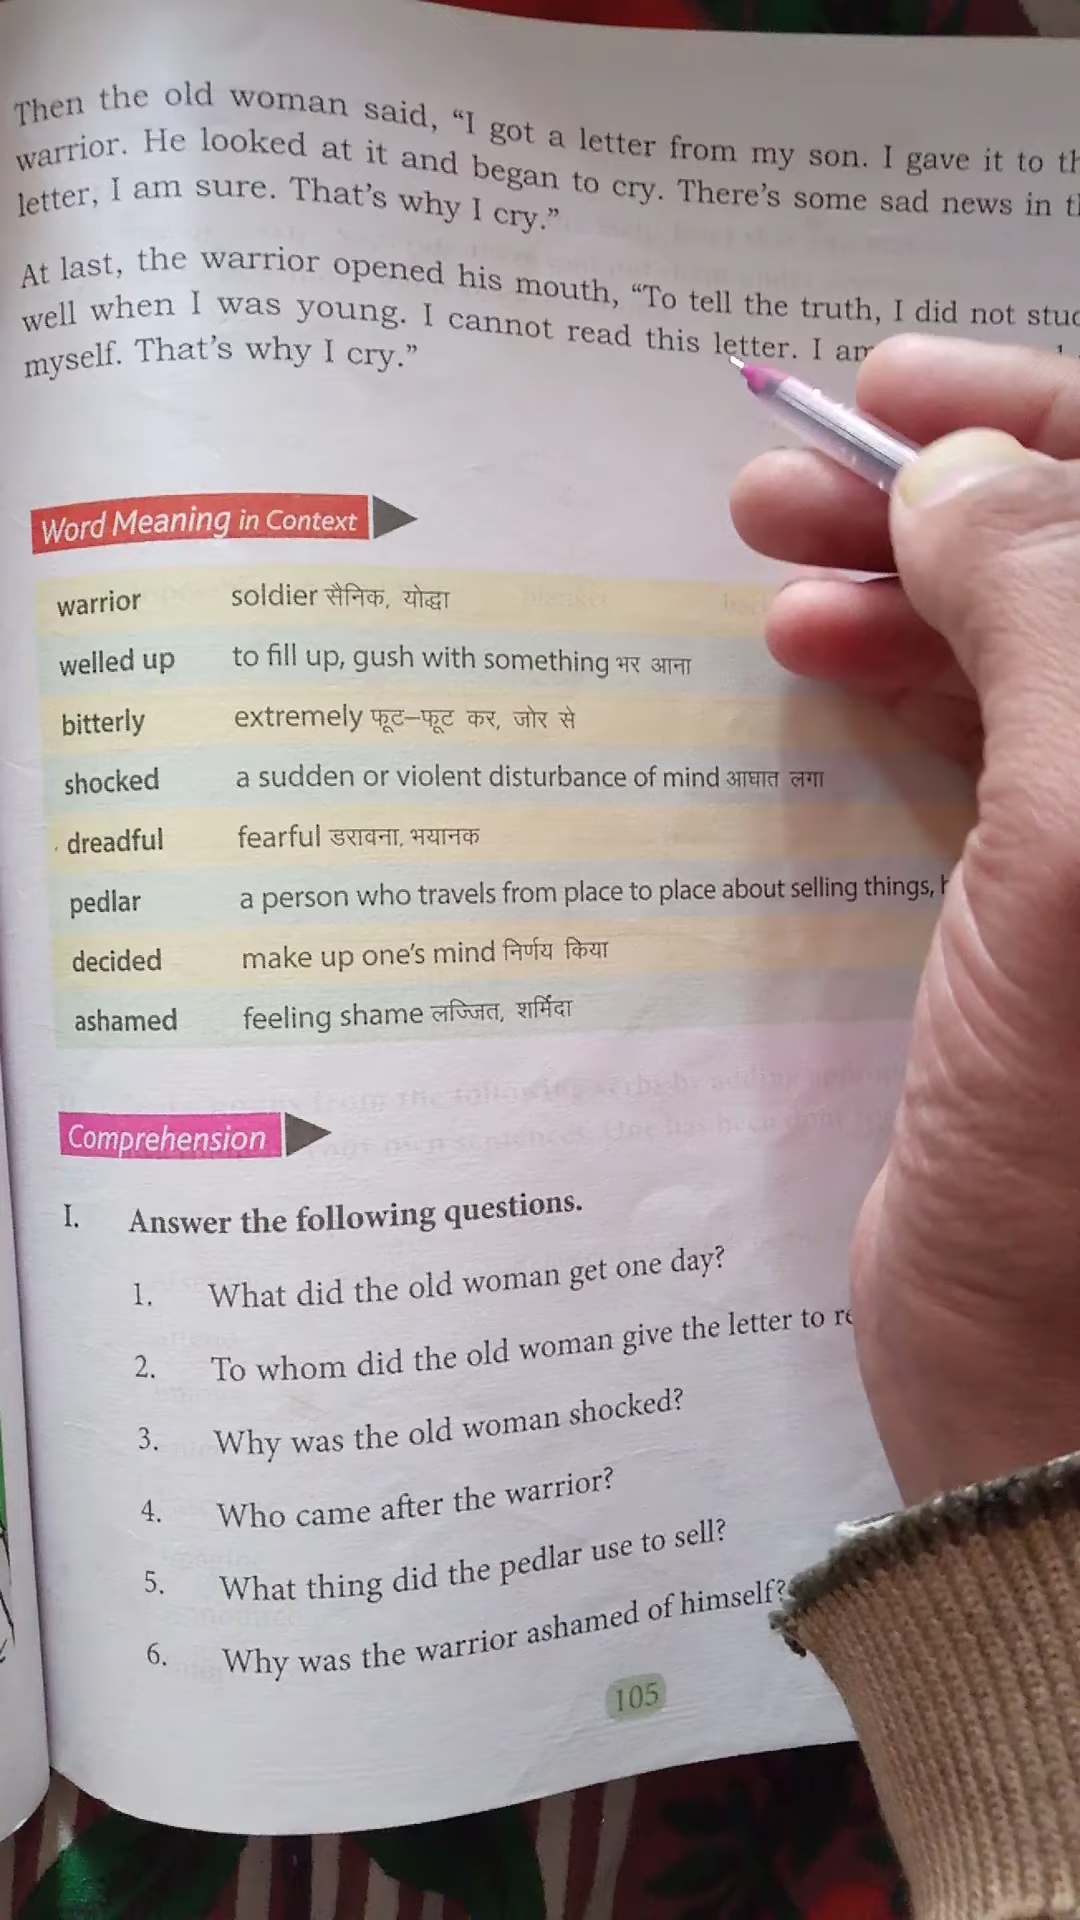 Then the old woman said, “I got a letter from my son. I gave it to
warrior. He looked at it and began to cry. There’s some sad news in
letter, I am sure. That’s why I cry.”
At last, the warrior opened his mouth, “To tell the truth, I did not
well when I was young. I cannot read this letter. I
myself. That’s why I cry.”
Word Meaning in Context
warrior soldier सैनिक, योद्धा
welled up to fill up, gush with something भर आना
bitterly extremely फूट–फूट कर, जोर से
shocked a sudden or violent disturbance of mind आघात लगा
dreadful fearful डरावना, भयानक
pedlar a person who travels from place to place about selling things,
decided make up one’s mind निर्णय किया
ashamed feeling shame लज्जित, शर्मिंदा
Comprehension
I. Answer the following questions.
1. What did the old woman get one day?
2. To whom did the old woman give the letter to
3. Why was the old woman shocked?
4. Who came after the warrior?
5. What thing did the pedlar use to sell?
6. Why was the warrior ashamed of himself?
105